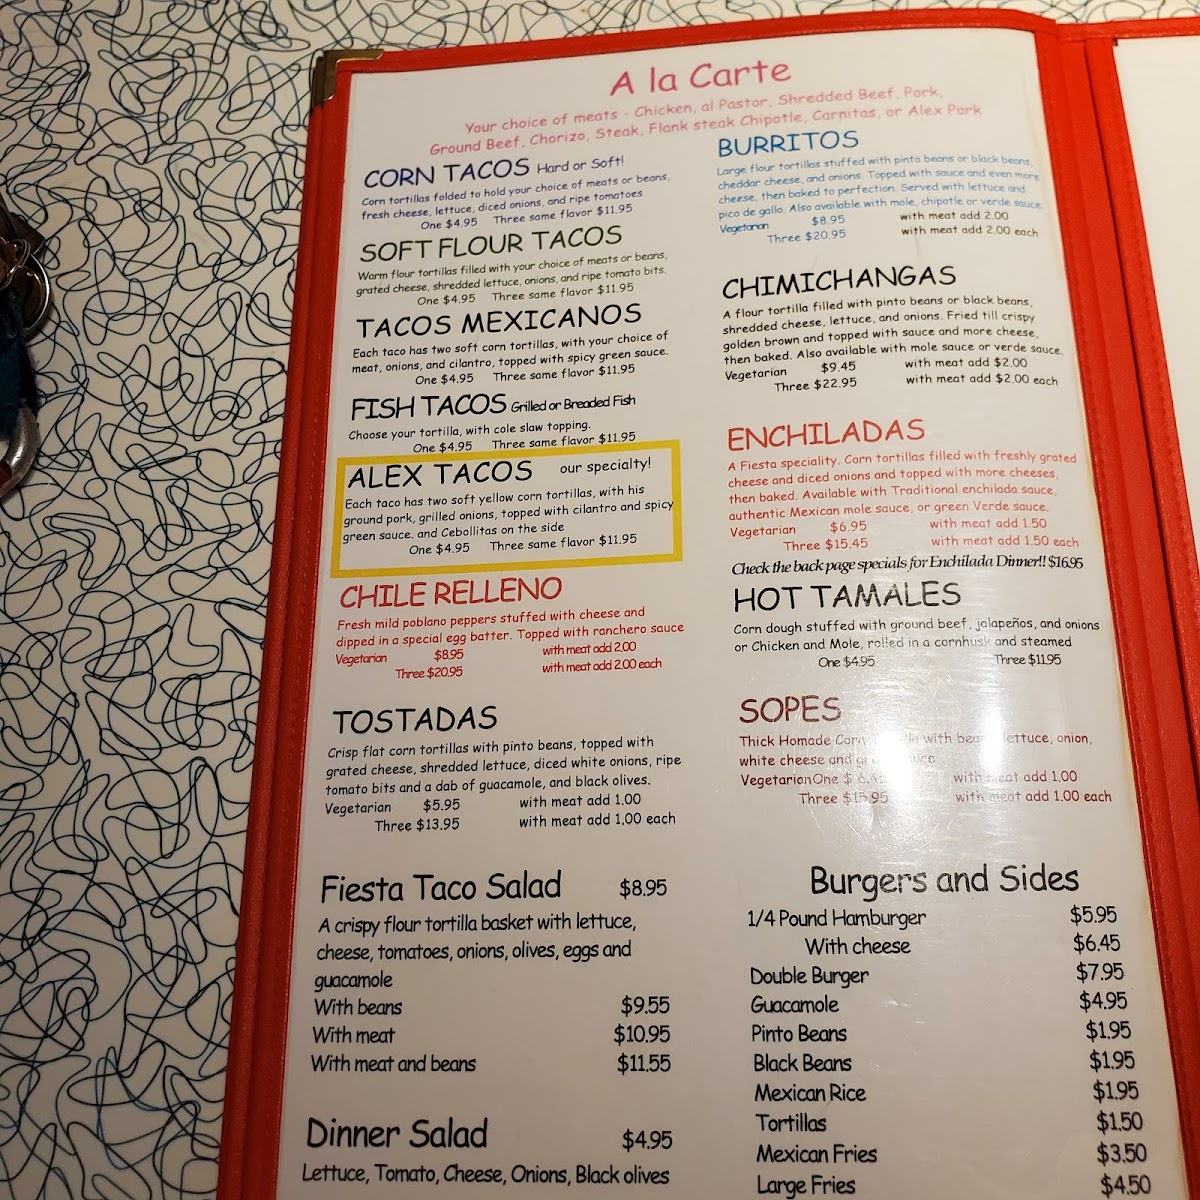 A la Carte
Your choice of meats - Chicken, al Pastor, Shredded Beef, Pork,
Ground Beef, Chorizo, Steak, Flank steak Chipotle, Carnitas, or Alex Pork
CORN TACOS Hard or Soft!
Corn tortillas folded to hold your choice of meats or beans,
fresh cheese, lettuce, diced onions, and ripe tomatoes
One $4.95 Three same flavor $11.95
SOFT FLOUR TACOS
Warm flour tortillas filled with your choice of meats or beans,
grated cheese, shredded lettuce, onions, and ripe tomato bits.
One $4.95 Three same flavor $11.95
TACOS MEXICANOS
Each taco has two soft corn tortillas, with your choice of
meat, onions, and cilantro, topped with spicy green sauce.
One $4.95 Three same flavor $11.95
FISH TACOS Grilled or Breaded Fish
Choose your tortilla, with cole slaw topping.
One $4.95 Three same flavor $11.95
ALEX TACOS our specialty!
Each taco has two soft yellow corn tortillas, with his
ground pork, grilled onions, topped with cilantro and spicy
green sauce. and Cebollitas on the side
One $4.95 Three same flavor $11.95
CHILE RELLENO
Fresh mild poblano peppers stuffed with cheese and
dipped in a special egg batter. Topped with ranchero sauce
Vegetarian $8.95 with meat add 2.00
Three $20.95 with meat add 2.00 each
TOSTADAS
Crisp flat corn tortillas with pinto beans, topped with
grated cheese, shredded lettuce, diced white onions, ripe
tomato bits and a dab of guacamole, and black olives.
Vegetarian $5.95 with meat add 1.00
Three $13.95 with meat add 1.00 each
Fiesta Taco Salad $8.95
A crispy flour tortilla basket with lettuce,
cheese, tomatoes, onions, olives, eggs and
guacamole
With beans $9.55
With meat $10.95
With meat and beans $11.55
Dinner Salad $4.95
Lettuce, Tomato, Cheese, Onions, Black olives
BURRITOS
Large flour tortillas stuffed with pinto beans or black beans,
cheddar cheese, and onions. Topped with sauce and even more
cheese, then baked to perfection. Served with lettuce and
pico de gallo. Also available with mole, chipotle or verde sauce.
Vegetarian $8.95 with meat add 2.00
Three $20.95 with meat add 2.00 each
CHIMICHANGAS
A flour tortilla filled with pinto beans or black beans,
shredded cheese, lettuce, and onions. Fried till crispy
golden brown and topped with sauce and more cheese,
then baked. Also available with mole sauce or verde sauce.
Vegetarian $9.45 with meat add $2.00
Three $22.95 with meat add $2.00 each
ENCHILADAS
A Fiesta speciality. Corn tortillas filled with freshly grated
cheese and diced onions and topped with more cheeses,
then baked. Available with Traditional enchilada sauce,
authentic Mexican mole sauce, or green Verde sauce.
Vegetarian $6.95 with meat add 1.50
Three $15.45 with meat add 1.50 each
Check the back page specials for Enchilada Dinner!! $16.95
HOT TAMALES
Corn dough stuffed with ground beef, jalapeños, and onions
or Chicken and Mole, rolled in a cornhusk and steamed
One $4.95 Three $11.95
SOPES
Thick Homade Corn with beans, lettuce, onion,
white cheese and sauce
Vegetarian One $ with meat add 1.00
Three $15.95 with meat add 1.00 each
Burgers and Sides
1/4 Pound Hamburger $5.95
With cheese $6.45
Double Burger $7.95
Guacamole $4.95
Pinto Beans $1.95
Black Beans $1.95
Mexican Rice $1.95
Tortillas $1.50
Mexican Fries $3.50
Large Fries $4.50